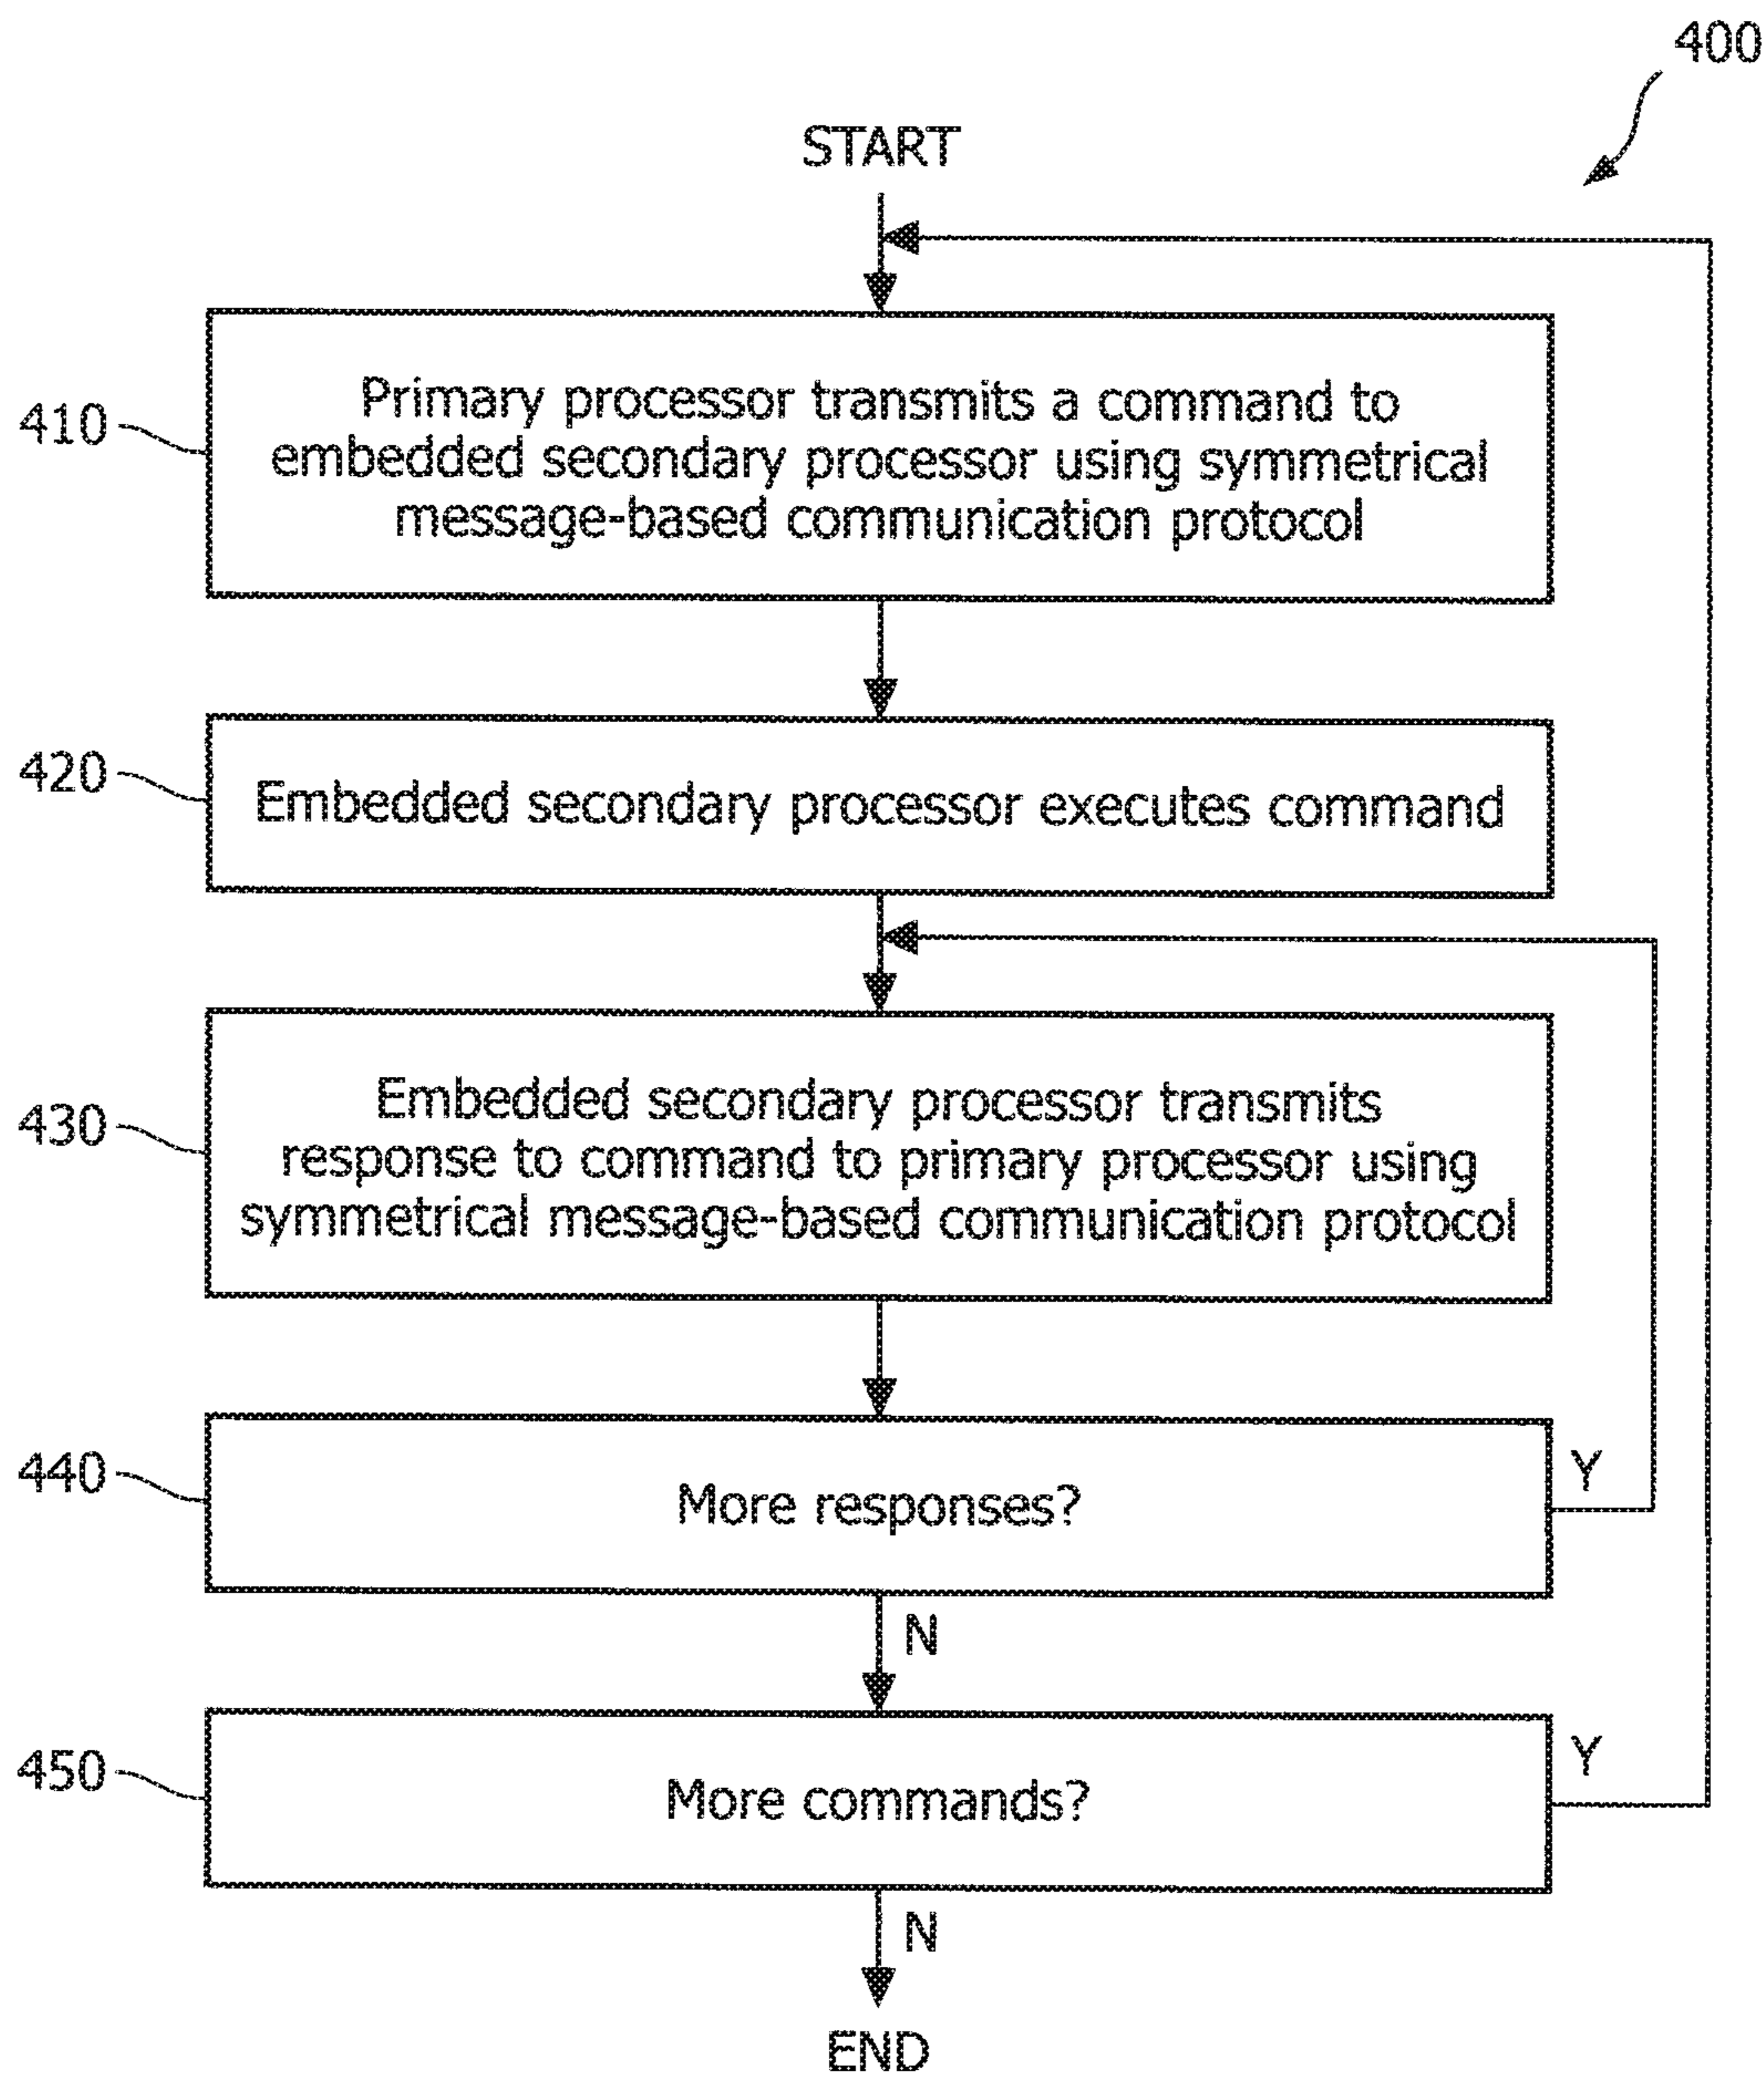 400
START
410
Primary processor transmits a command to
embedded secondary processor using symmetrical
message-based communication protocol
420
Embedded secondary processor executes command
430
Embedded secondary processor transmits
response to command to primary processor using
symmetrical message-based communication protocol
440
More responses?
Y
N
450
More commands?
Y
N
END